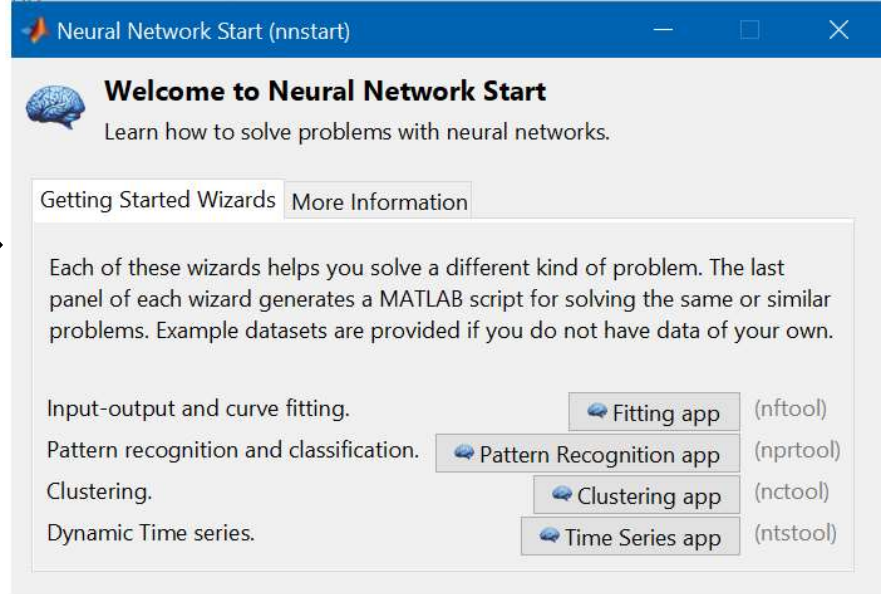 Neural Network Start (nnstart)
Welcome to Neural Network Start
Learn how to solve problems with neural networks.
Getting Started Wizards More Information
Each of these wizards helps you solve a different kind of problem. The last
panel of each wizard generates a MATLAB script for solving the same or similar
problems. Example datasets are provided if you do not have data of your own.
Input-output and curve fitting. Fitting app (nftool)
Pattern recognition and classification. Pattern Recognition app (nprtool)
Clustering. Clustering app (nctool)
Dynamic Time series. Time Series app (ntstool)